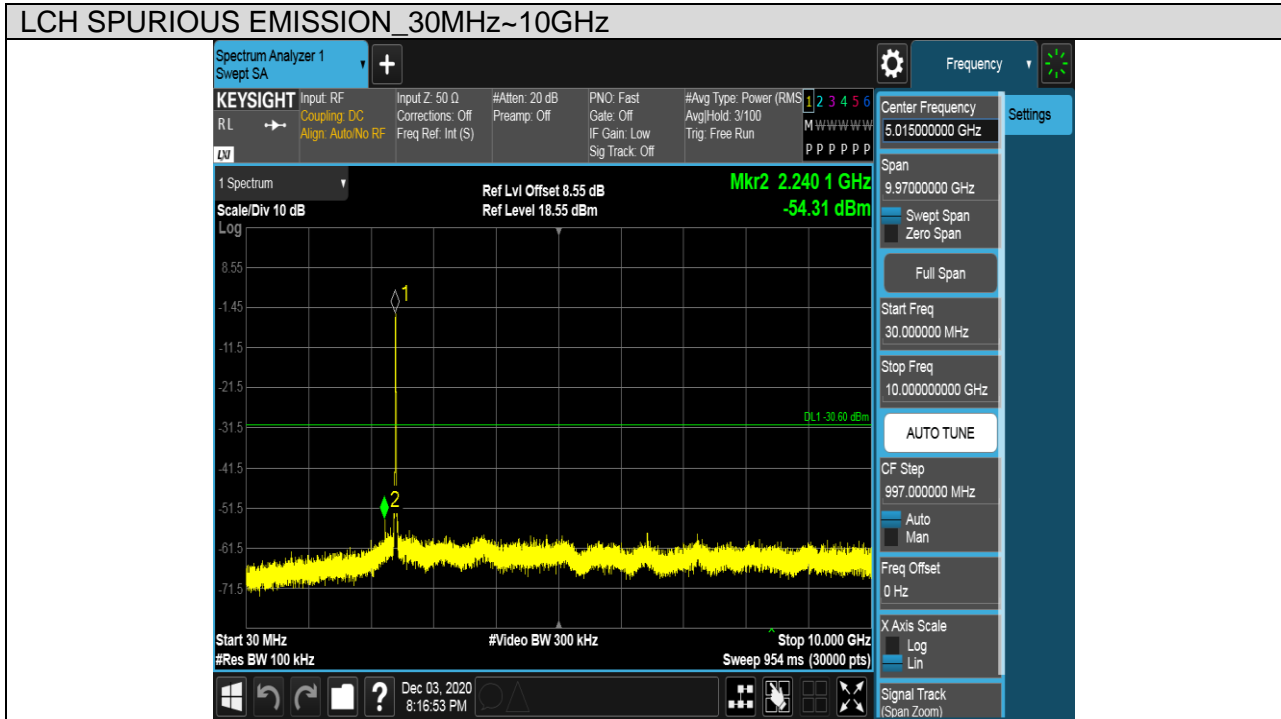 LCH SPURIOUS EMISSION_30MHz~10GHz
Spectrum Analyzer 1
Swept SA
+
Frequency
KEYSIGHT
RL
LXI
Input: RF
Coupling: DC
Align: Auto/No RF
Input Z: 50 Ω
Corrections: Off
Freq Ref: Int (S)
#Atten: 20 dB
Preamp: Off
PNO: Fast
Gate: Off
IF Gain: Low
Sig Track: Off
#Avg Type: Power (RMS
Avg|Hold: 3/100
Trig: Free Run
1 2 3 4 5 6
M W W W W W
P P P P P P
1 Spectrum
Scale/Div 10 dB
Ref Lvl Offset 8.55 dB
Ref Level 18.55 dBm
Mkr2 2.240 1 GHz
-54.31 dBm
Log
8.55
-1.45
-11.5
-21.5
-31.5
-41.5
-51.5
-61.5
-71.5
1
2
DL1 -30.60 dBm
Start 30 MHz
#Res BW 100 kHz
#Video BW 300 kHz
Stop 10.000 GHz
Sweep 954 ms (30000 pts)
?
Dec 03, 2020
8:16:53 PM
Center Frequency
5.015000000 GHz
Settings
Span
9.97000000 GHz
Swept Span
Zero Span
Full Span
Start Freq
30.000000 MHz
Stop Freq
10.000000000 GHz
AUTO TUNE
CF Step
997.000000 MHz
Auto
Man
Freq Offset
0 Hz
X Axis Scale
Log
Lin
Signal Track
(Span Zoom)